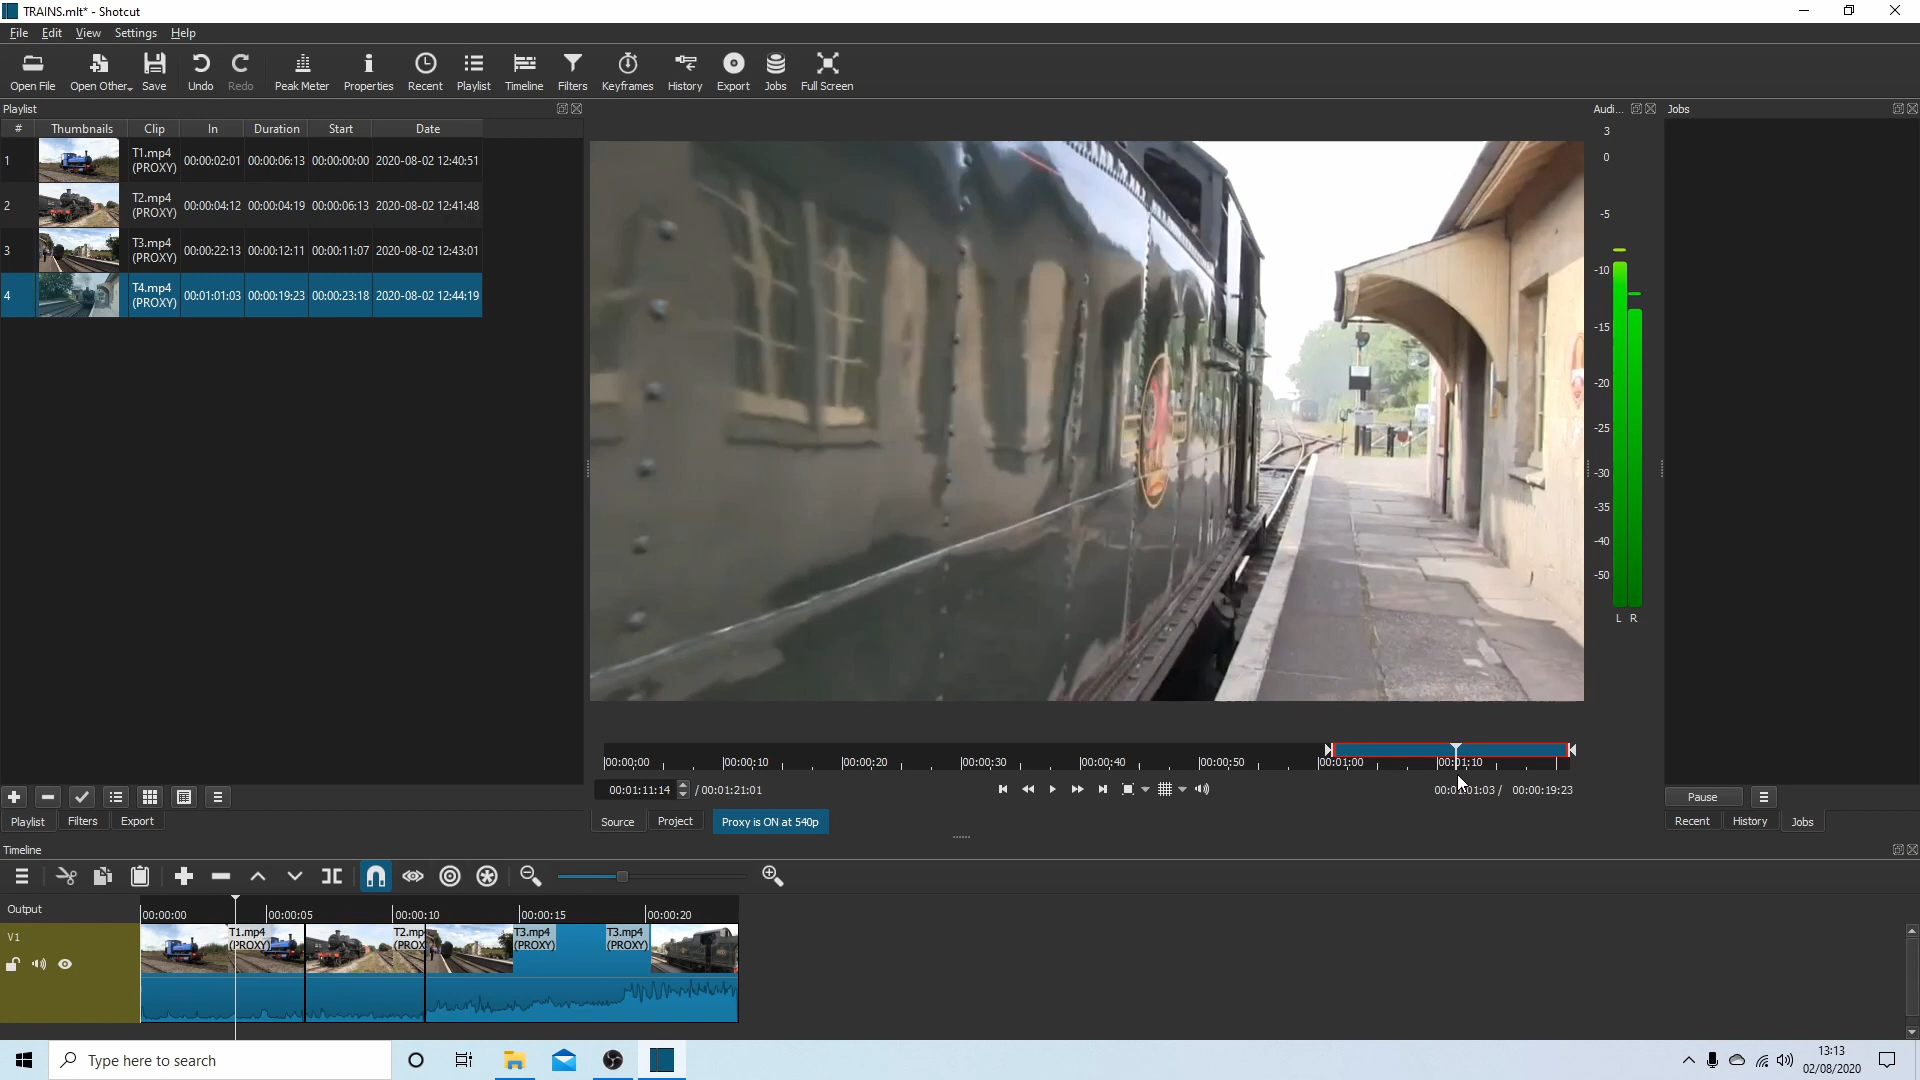 TRAINS.mlt* - Shotcut
File Edit View Settings Help
Open File Open Other Save Undo Redo Peak Meter Properties Recent Playlist Timeline Filters Keyframes History Export Jobs Full Screen
Playlist
# Thumbnails Clip In Duration Start Date
1 T1.mp4 (PROXY) 00:00:02:01 00:00:06:13 00:00:00:00 2020-08-02 12:40:51
2 T2.mp4 (PROXY) 00:00:04:12 00:00:04:19 00:00:06:13 2020-08-02 12:41:48
3 T3.mp4 (PROXY) 00:00:22:13 00:00:12:11 00:00:11:07 2020-08-02 12:43:01
4 T4.mp4 (PROXY) 00:01:01:03 00:00:19:23 00:00:23:18 2020-08-02 12:44:19
Audi...
3
0
-5
-10
-15
-20
-25
-30
-35
-40
-50
L R
Jobs
00:00:00 00:00:10 00:00:20 00:00:30 00:00:40 00:00:50 00:01:00 00:01:10
00:01:11:14 / 00:01:21:01
00:01:01:03 / 00:00:19:23
Pause
Playlist Filters Export
Source Project Proxy is ON at 540p
Recent History Jobs
Timeline
Output
00:00:00 00:00:05 00:00:10 00:00:15 00:00:20
V1
T1.mp4 (PROXY)
T2.mp (PROX
T3.mp4 (PROXY)
T3.mp4 (PROXY)
Type here to search
13:13
02/08/2020